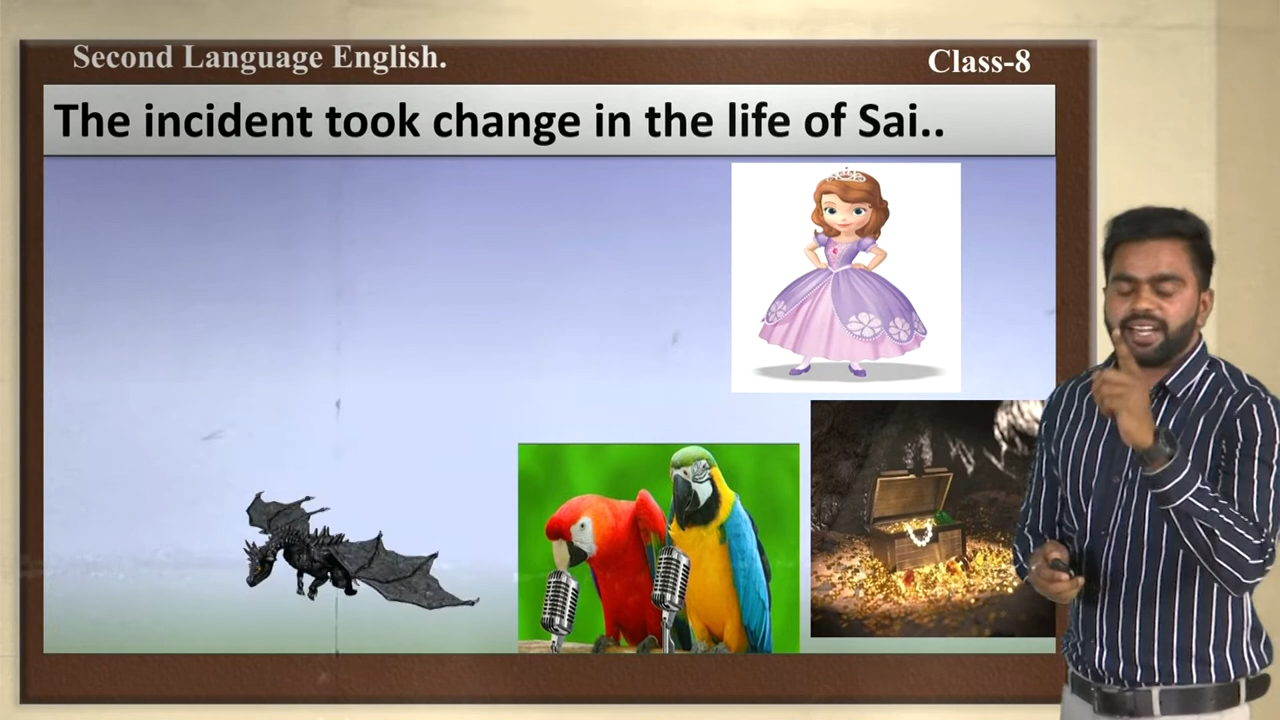 Second Language English.
Class-8
The incident took change in the life of Sai..